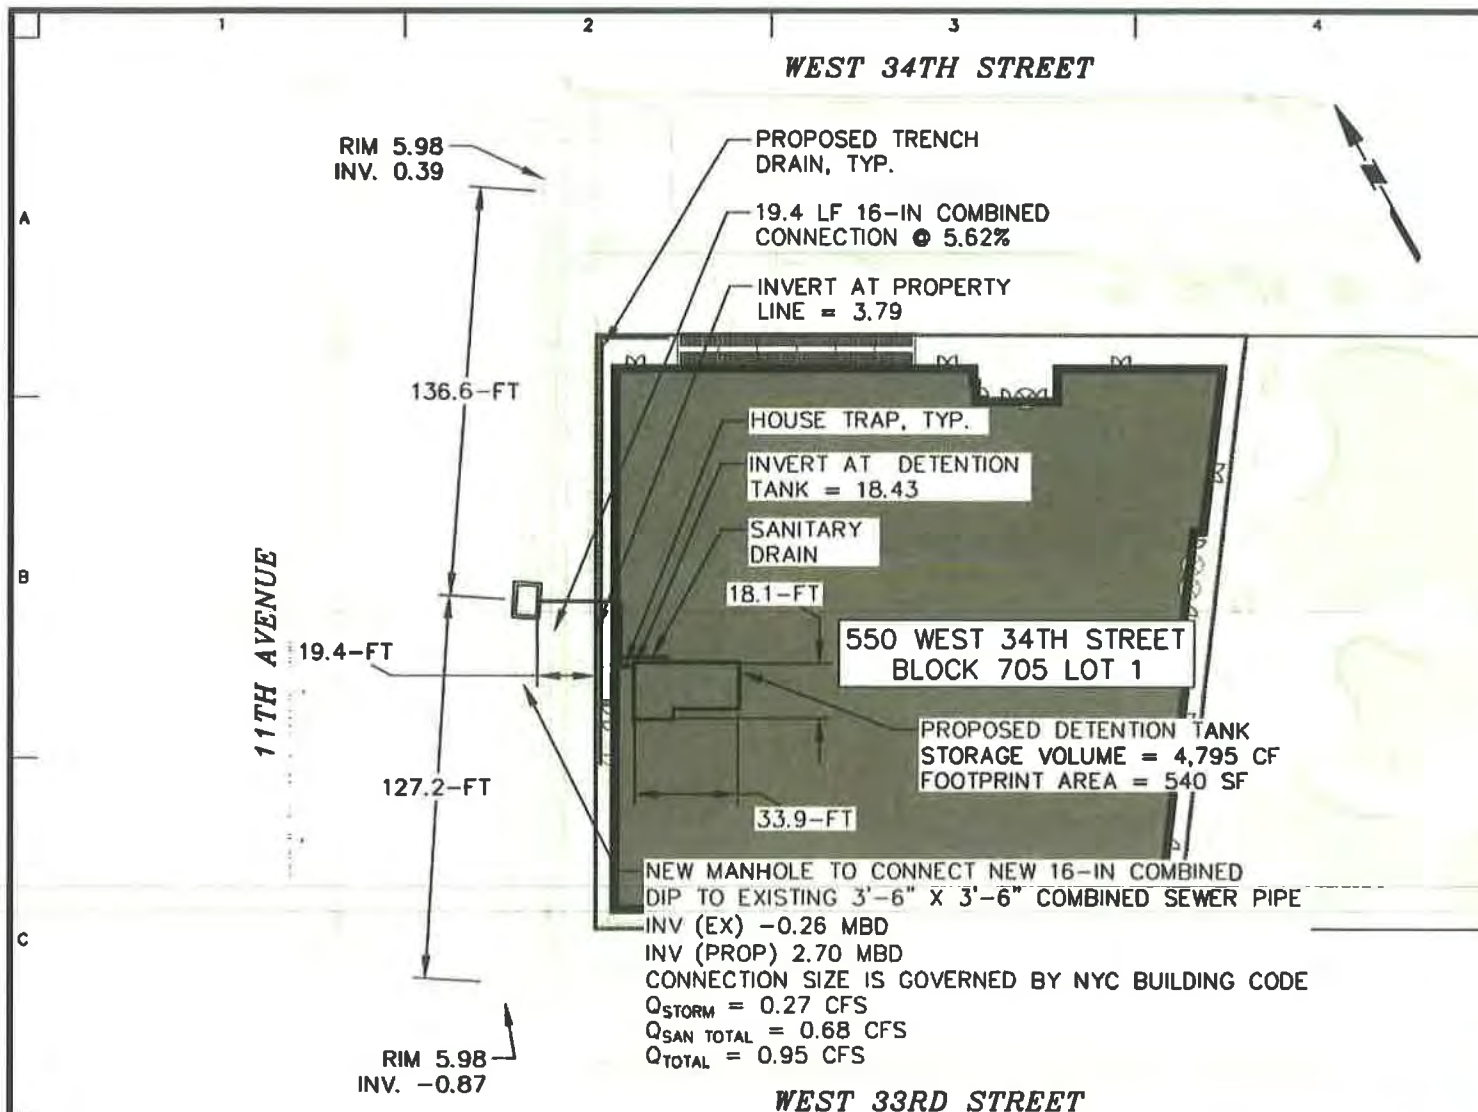 1
2
3
4
WEST 34TH STREET
RIM 5.98
INV. 0.39
PROPOSED TRENCH
DRAIN, TYP.
A
19.4 LF 16-IN COMBINED
CONNECTION @ 5.62%
INVERT AT PROPERTY
LINE = 3.79
136.6-FT
HOUSE TRAP, TYP.
INVERT AT DETENTION
TANK = 18.43
SANITARY
DRAIN
B
11TH AVENUE
18.1-FT
550 WEST 34TH STREET
BLOCK 705 LOT 1
19.4-FT
PROPOSED DETENTION TANK
STORAGE VOLUME = 4,795 CF
FOOTPRINT AREA = 540 SF
127.2-FT
33.9-FT
NEW MANHOLE TO CONNECT NEW 16-IN COMBINED
DIP TO EXISTING 3'-6" X 3'-6" COMBINED SEWER PIPE
INV (EX) -0.26 MBD
INV (PROP) 2.70 MBD
CONNECTION SIZE IS GOVERNED BY NYC BUILDING CODE
QSTORM = 0.27 CFS
QSAN TOTAL = 0.68 CFS
QTOTAL = 0.95 CFS
C
RIM 5.98
INV. -0.87
WEST 33RD STREET